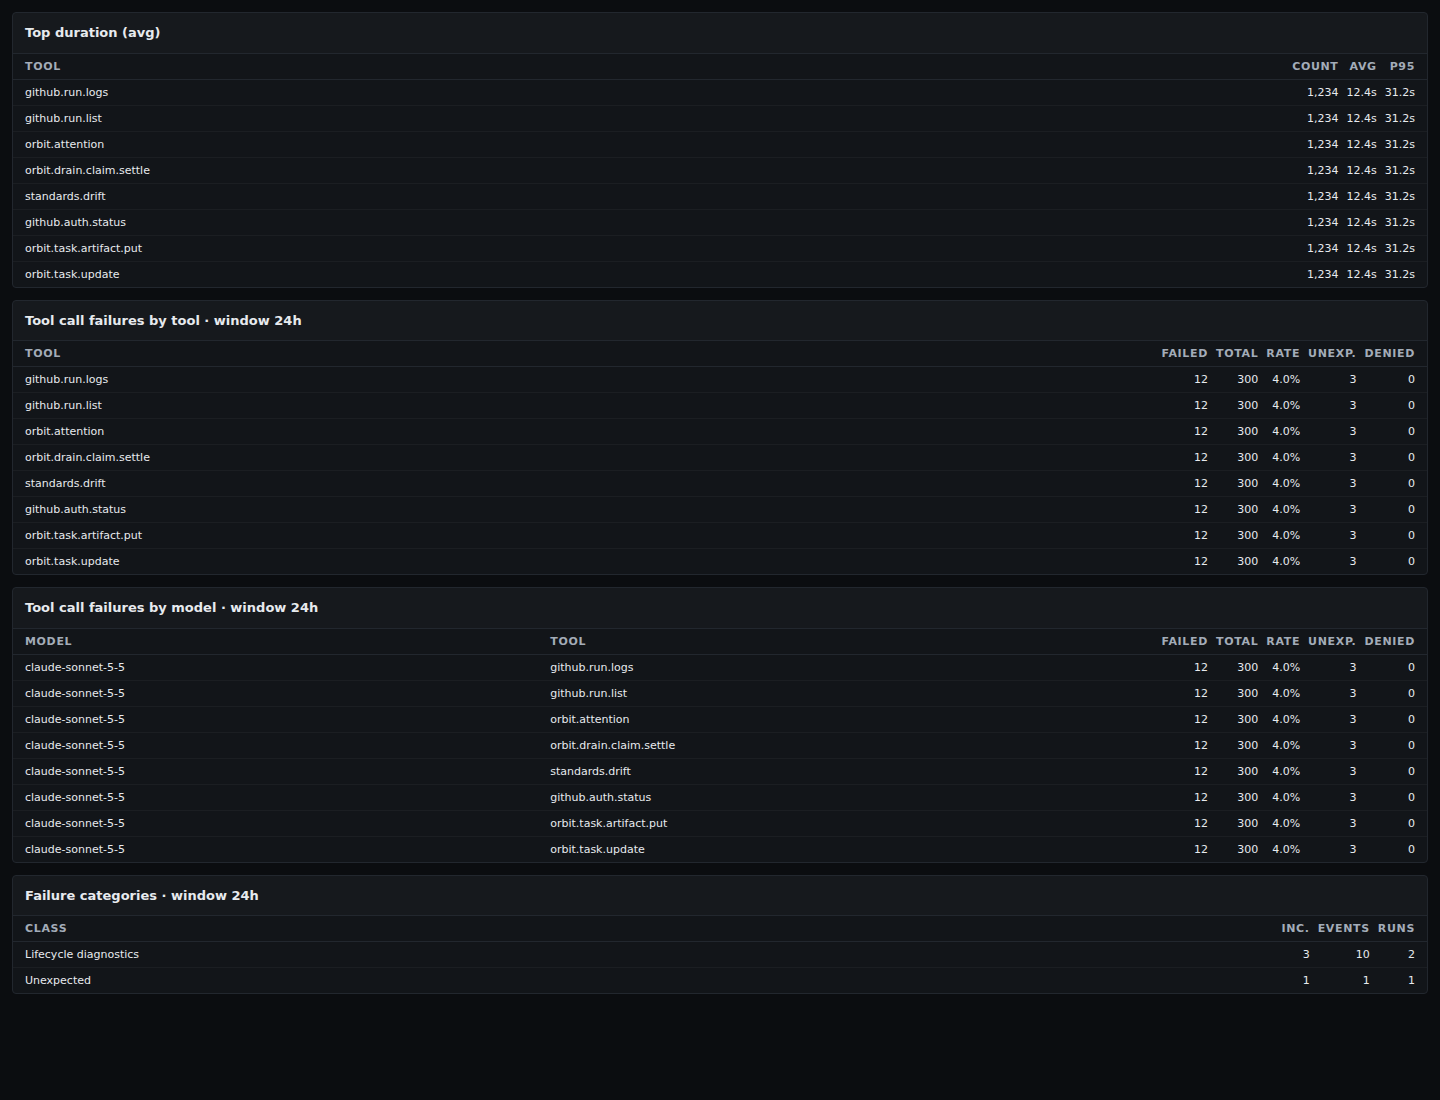 Top duration (avg)
TOOL COUNT AVG P95
github.run.logs 1,234 12.4s 31.2s
github.run.list 1,234 12.4s 31.2s
orbit.attention 1,234 12.4s 31.2s
orbit.drain.claim.settle 1,234 12.4s 31.2s
standards.drift 1,234 12.4s 31.2s
github.auth.status 1,234 12.4s 31.2s
orbit.task.artifact.put 1,234 12.4s 31.2s
orbit.task.update 1,234 12.4s 31.2s
Tool call failures by tool · window 24h
TOOL FAILED TOTAL RATE UNEXP. DENIED
github.run.logs 12 300 4.0% 3 0
github.run.list 12 300 4.0% 3 0
orbit.attention 12 300 4.0% 3 0
orbit.drain.claim.settle 12 300 4.0% 3 0
standards.drift 12 300 4.0% 3 0
github.auth.status 12 300 4.0% 3 0
orbit.task.artifact.put 12 300 4.0% 3 0
orbit.task.update 12 300 4.0% 3 0
Tool call failures by model · window 24h
MODEL TOOL FAILED TOTAL RATE UNEXP. DENIED
claude-sonnet-5-5 github.run.logs 12 300 4.0% 3 0
claude-sonnet-5-5 github.run.list 12 300 4.0% 3 0
claude-sonnet-5-5 orbit.attention 12 300 4.0% 3 0
claude-sonnet-5-5 orbit.drain.claim.settle 12 300 4.0% 3 0
claude-sonnet-5-5 standards.drift 12 300 4.0% 3 0
claude-sonnet-5-5 github.auth.status 12 300 4.0% 3 0
claude-sonnet-5-5 orbit.task.artifact.put 12 300 4.0% 3 0
claude-sonnet-5-5 orbit.task.update 12 300 4.0% 3 0
Failure categories · window 24h
CLASS INC. EVENTS RUNS
Lifecycle diagnostics 3 10 2
Unexpected 1 1 1